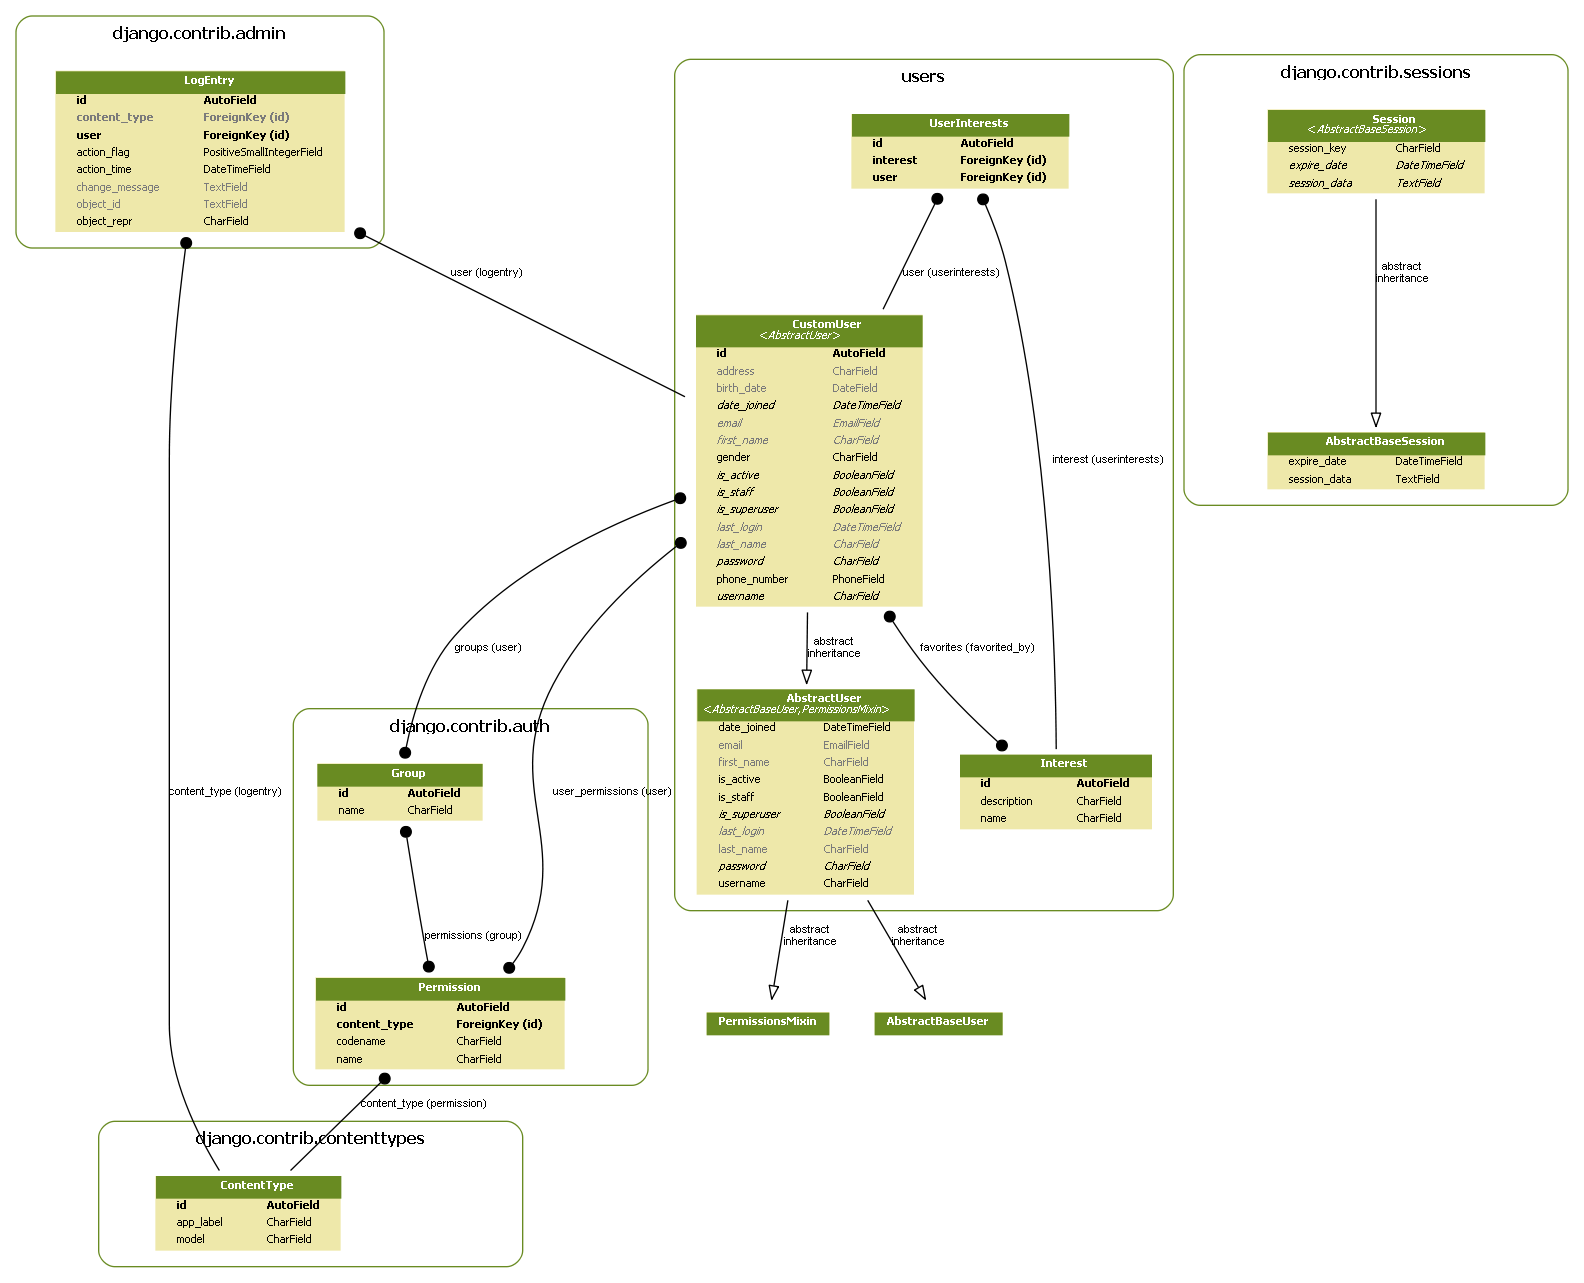 django.contrib.admin
LogEntry
id AutoField
content_type ForeignKey (id)
user ForeignKey (id)
action_flag PositiveSmallIntegerField
action_time DateTimeField
change_message TextField
object_id TextField
object_repr CharField
users
UserInterests
id AutoField
interest ForeignKey (id)
user ForeignKey (id)
django.contrib.sessions
Session
<AbstractBaseSession>
session_key CharField
expire_date DateTimeField
session_data TextField
user (logentry)
user (userinterests)
abstract
inheritance
CustomUser
<AbstractUser>
id AutoField
address CharField
birth_date DateField
date_joined DateTimeField
email EmailField
first_name CharField
gender CharField
is_active BooleanField
is_staff BooleanField
is_superuser BooleanField
last_login DateTimeField
last_name CharField
password CharField
phone_number PhoneField
username CharField
interest (userinterests)
AbstractBaseSession
expire_date DateTimeField
session_data TextField
groups (user)
abstract
inheritance
favorites (favorited_by)
AbstractUser
<AbstractBaseUser,PermissionsMixin>
date_joined DateTimeField
email EmailField
first_name CharField
is_active BooleanField
is_staff BooleanField
is_superuser BooleanField
last_login DateTimeField
last_name CharField
password CharField
username CharField
Interest
id AutoField
description CharField
name CharField
django.contrib.auth
Group
id AutoField
name CharField
content_type (logentry)
user_permissions (user)
permissions (group)
abstract
inheritance
abstract
inheritance
Permission
id AutoField
content_type ForeignKey (id)
codename CharField
name CharField
PermissionsMixin
AbstractBaseUser
content_type (permission)
django.contrib.contenttypes
ContentType
id AutoField
app_label CharField
model CharField